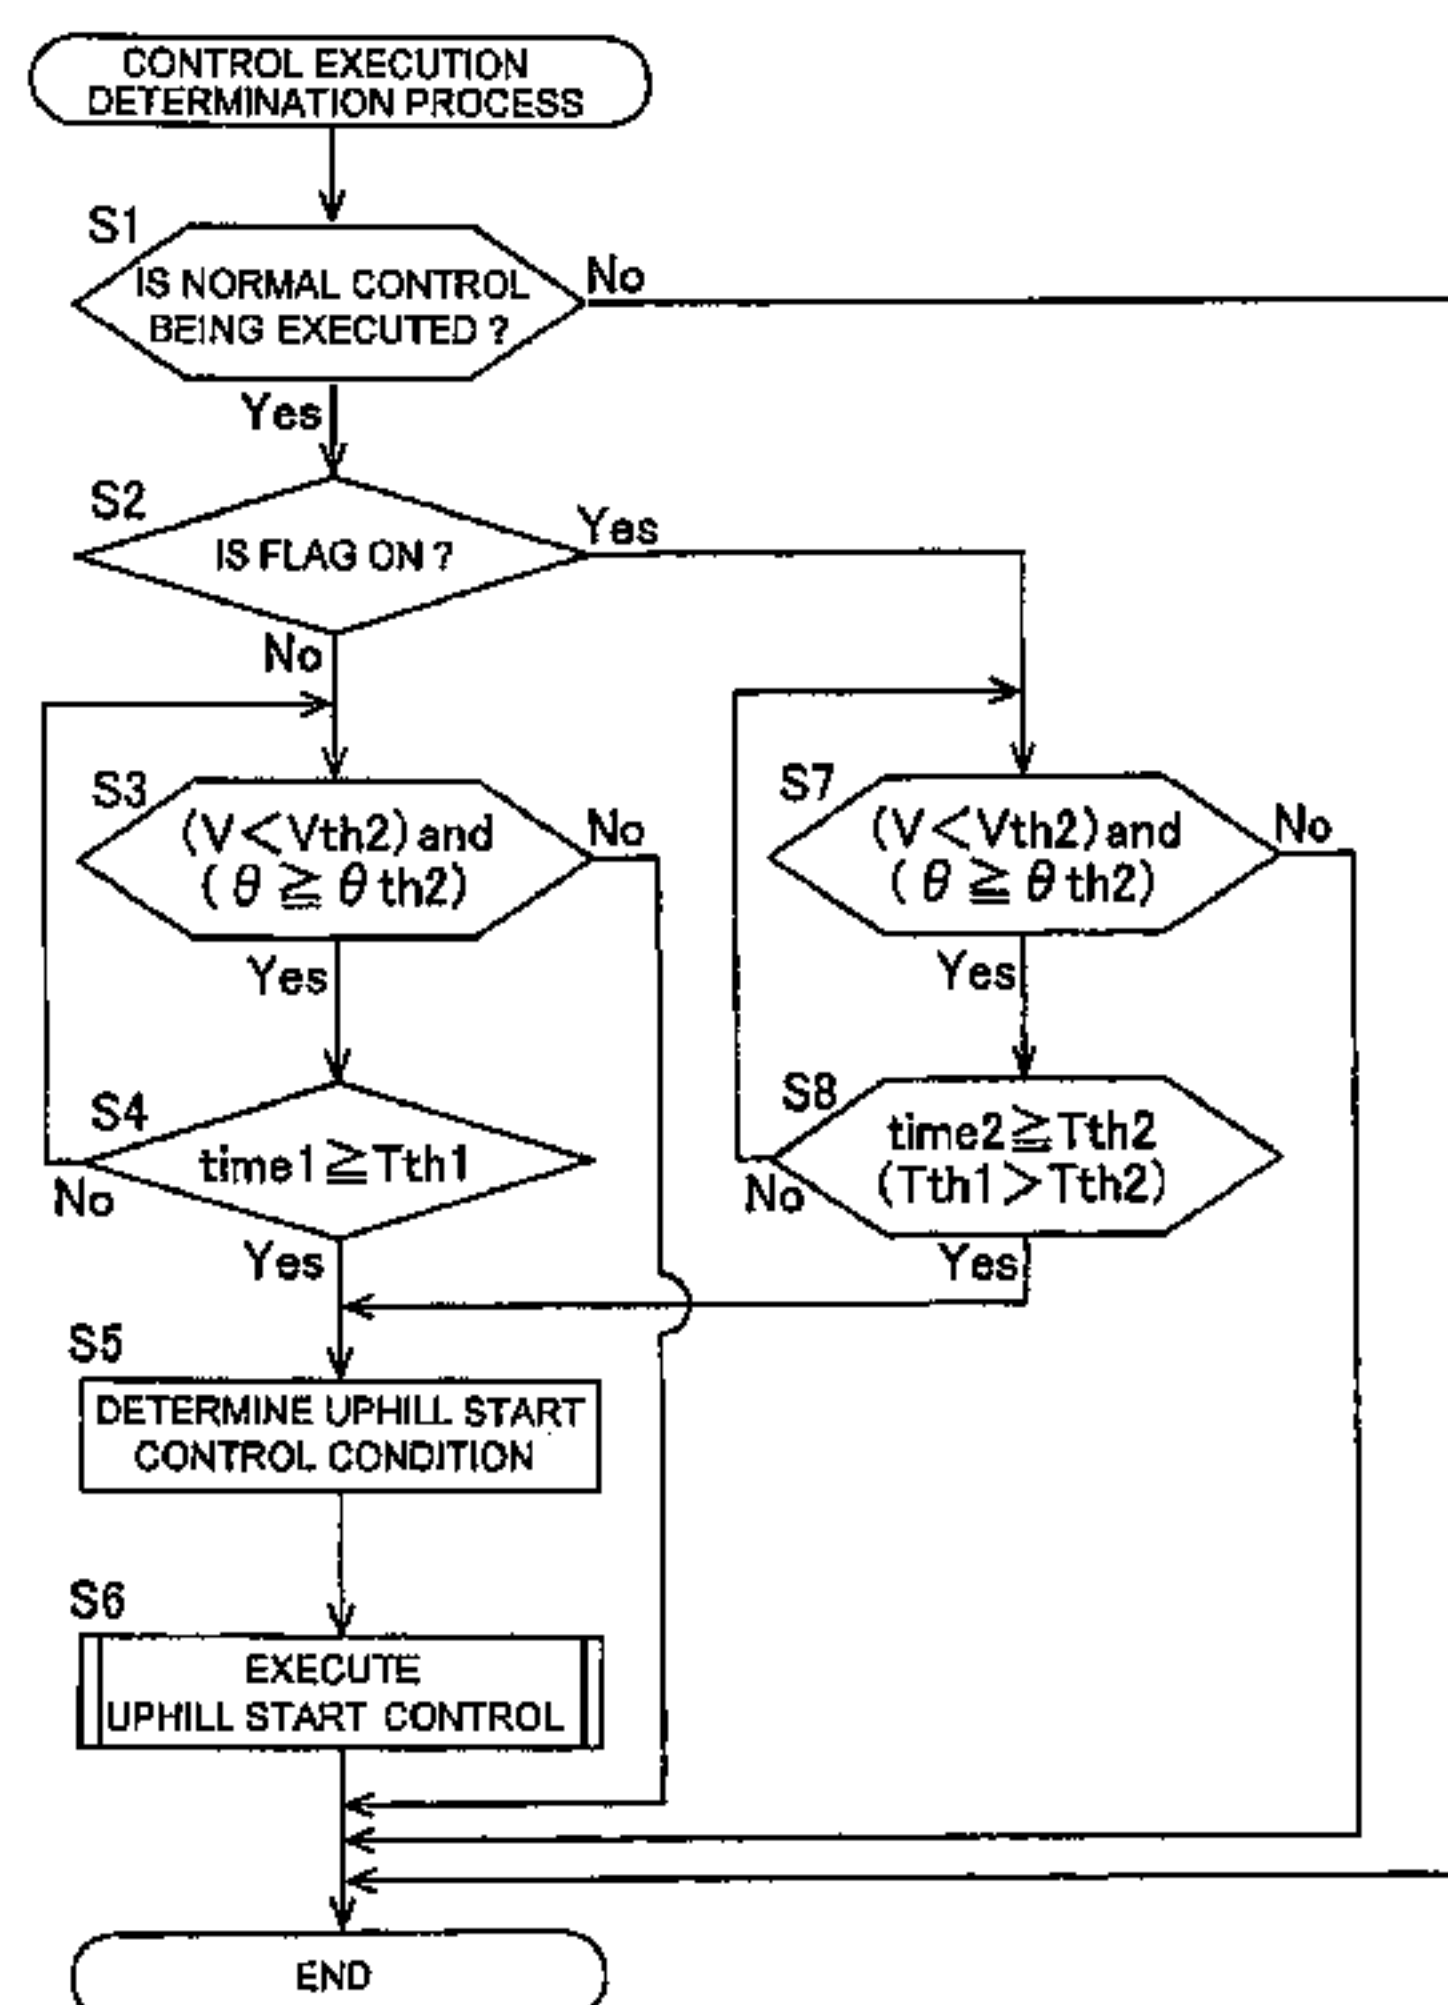 CONTROL EXECUTION
DETERMINATION PROCESS
S1
IS NORMAL CONTROL
BEING EXECUTED ?
No
Yes
S2
IS FLAG ON ?
Yes
No
S3
(V<Vth2) and
(θ≧θth2)
No
Yes
S7
(V<Vth2) and
(θ≧θth2)
No
Yes
S4
time1≧Tth1
No
Yes
S8
time2≧Tth2
(Tth1>Tth2)
No
Yes
S5
DETERMINE UPHILL START
CONTROL CONDITION
S6
EXECUTE
UPHILL START CONTROL
END